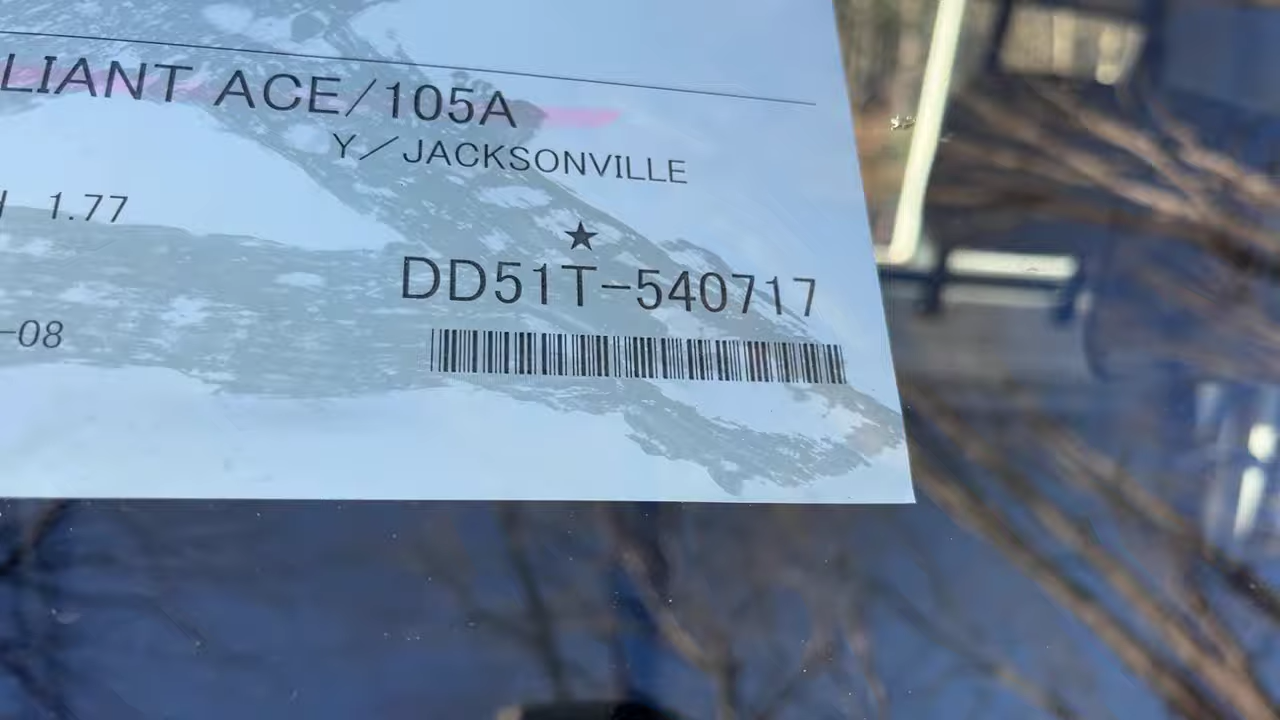 LIANT ACE/105A
Y/JACKSONVILLE
1.77
★
DD51T-540717
-08